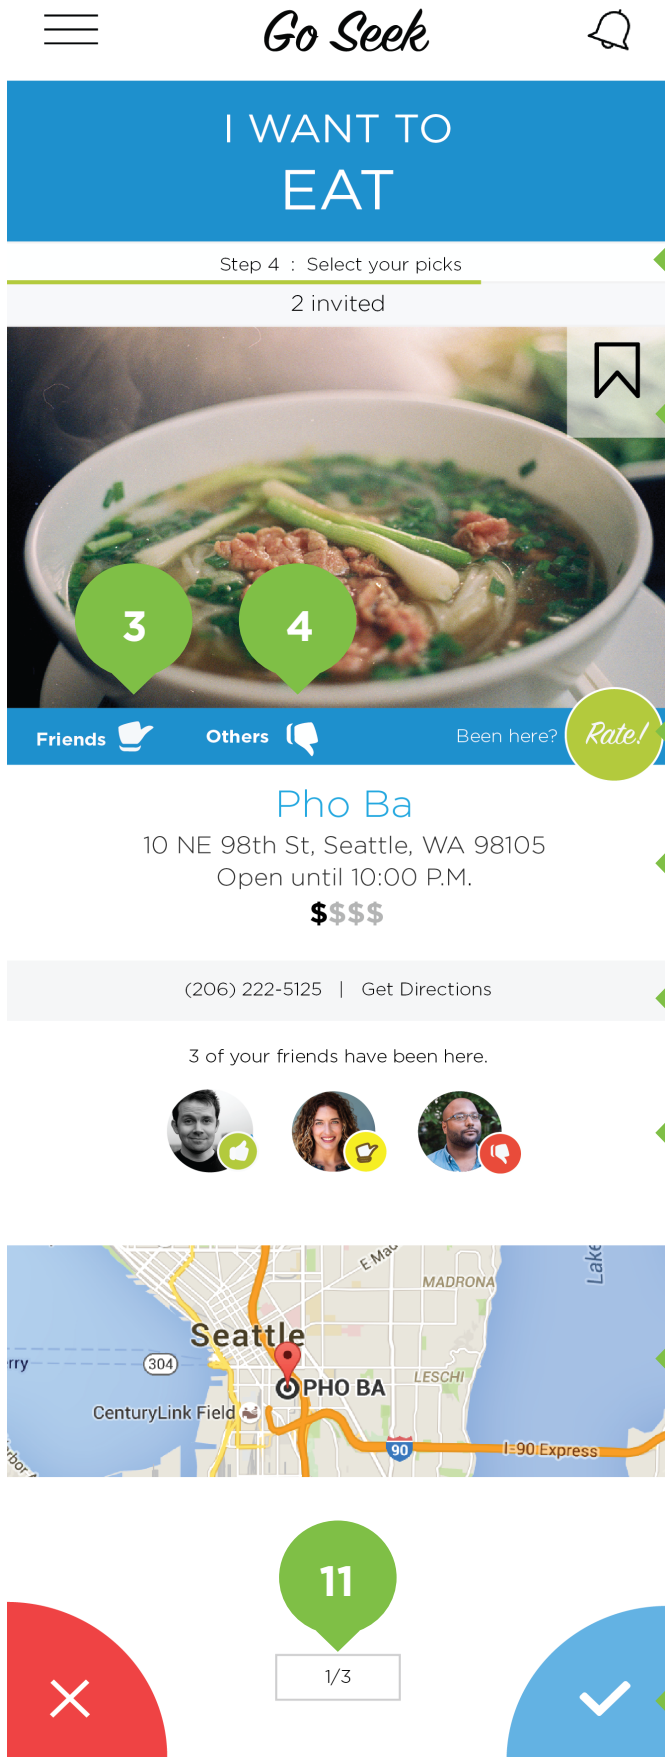 Go Seek
I WANT TO
EAT
Step 4 : Select your picks
2 invited
3
4
Friends
Others
Been here?
Rate!
Pho Ba
10 NE 98th St, Seattle, WA 98105
Open until 10:00 P.M.
$$$$
(206) 222-5125 | Get Directions
3 of your friends have been here.
E Mad
Lake
MADRONA
Seattle
rry
304
LESCHI
PHO BA
CenturyLink Field
90
I-90 Express
11
1/3